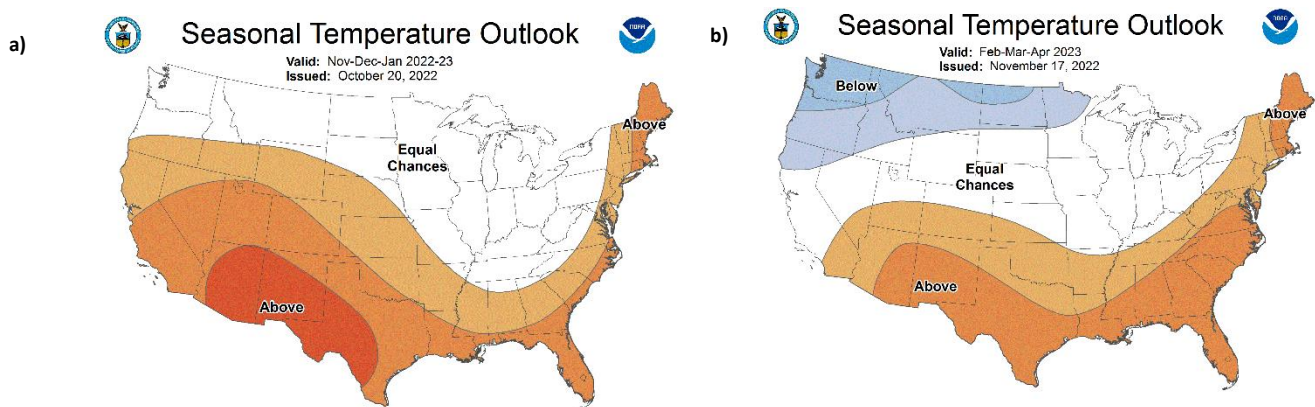 a)
Seasonal Temperature Outlook
Valid: Nov-Dec-Jan 2022-23
Issued: October 20, 2022
Above
Equal
Chances
Above
b)
Seasonal Temperature Outlook
Valid: Feb-Mar-Apr 2023
Issued: November 17, 2022
Below
Above
Equal
Chances
Above